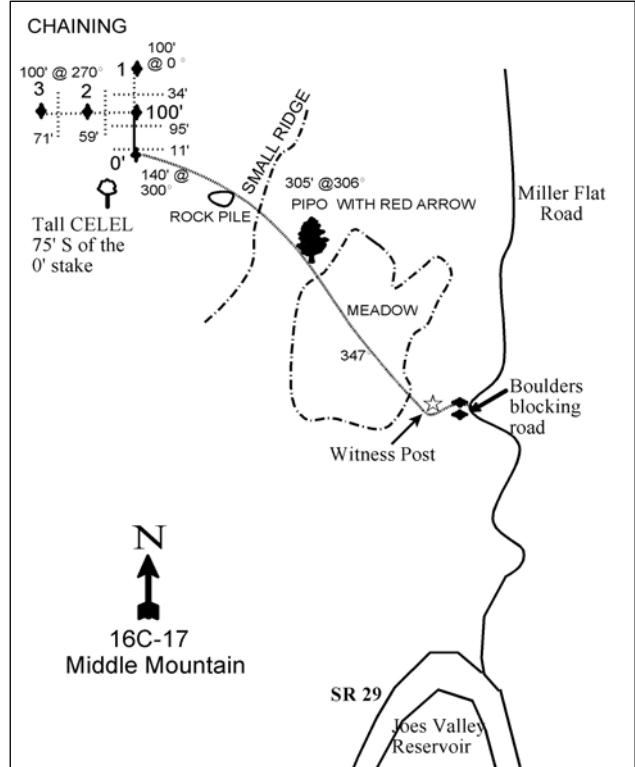 CHAINING
100'
@ 0°
1
100' @ 270°
3
2
34'
100'
95'
71'
59'
11'
0'
140' @
300°
SMALL RIDGE
305' @306°
PIPO WITH RED ARROW
Miller Flat
Road
ROCK PILE
Tall CELEL
75' S of the
0' stake
MEADOW
347°
Boulders
blocking
road
Witness Post
N
16C-17
Middle Mountain
SR 29
Joes Valley
Reservoir